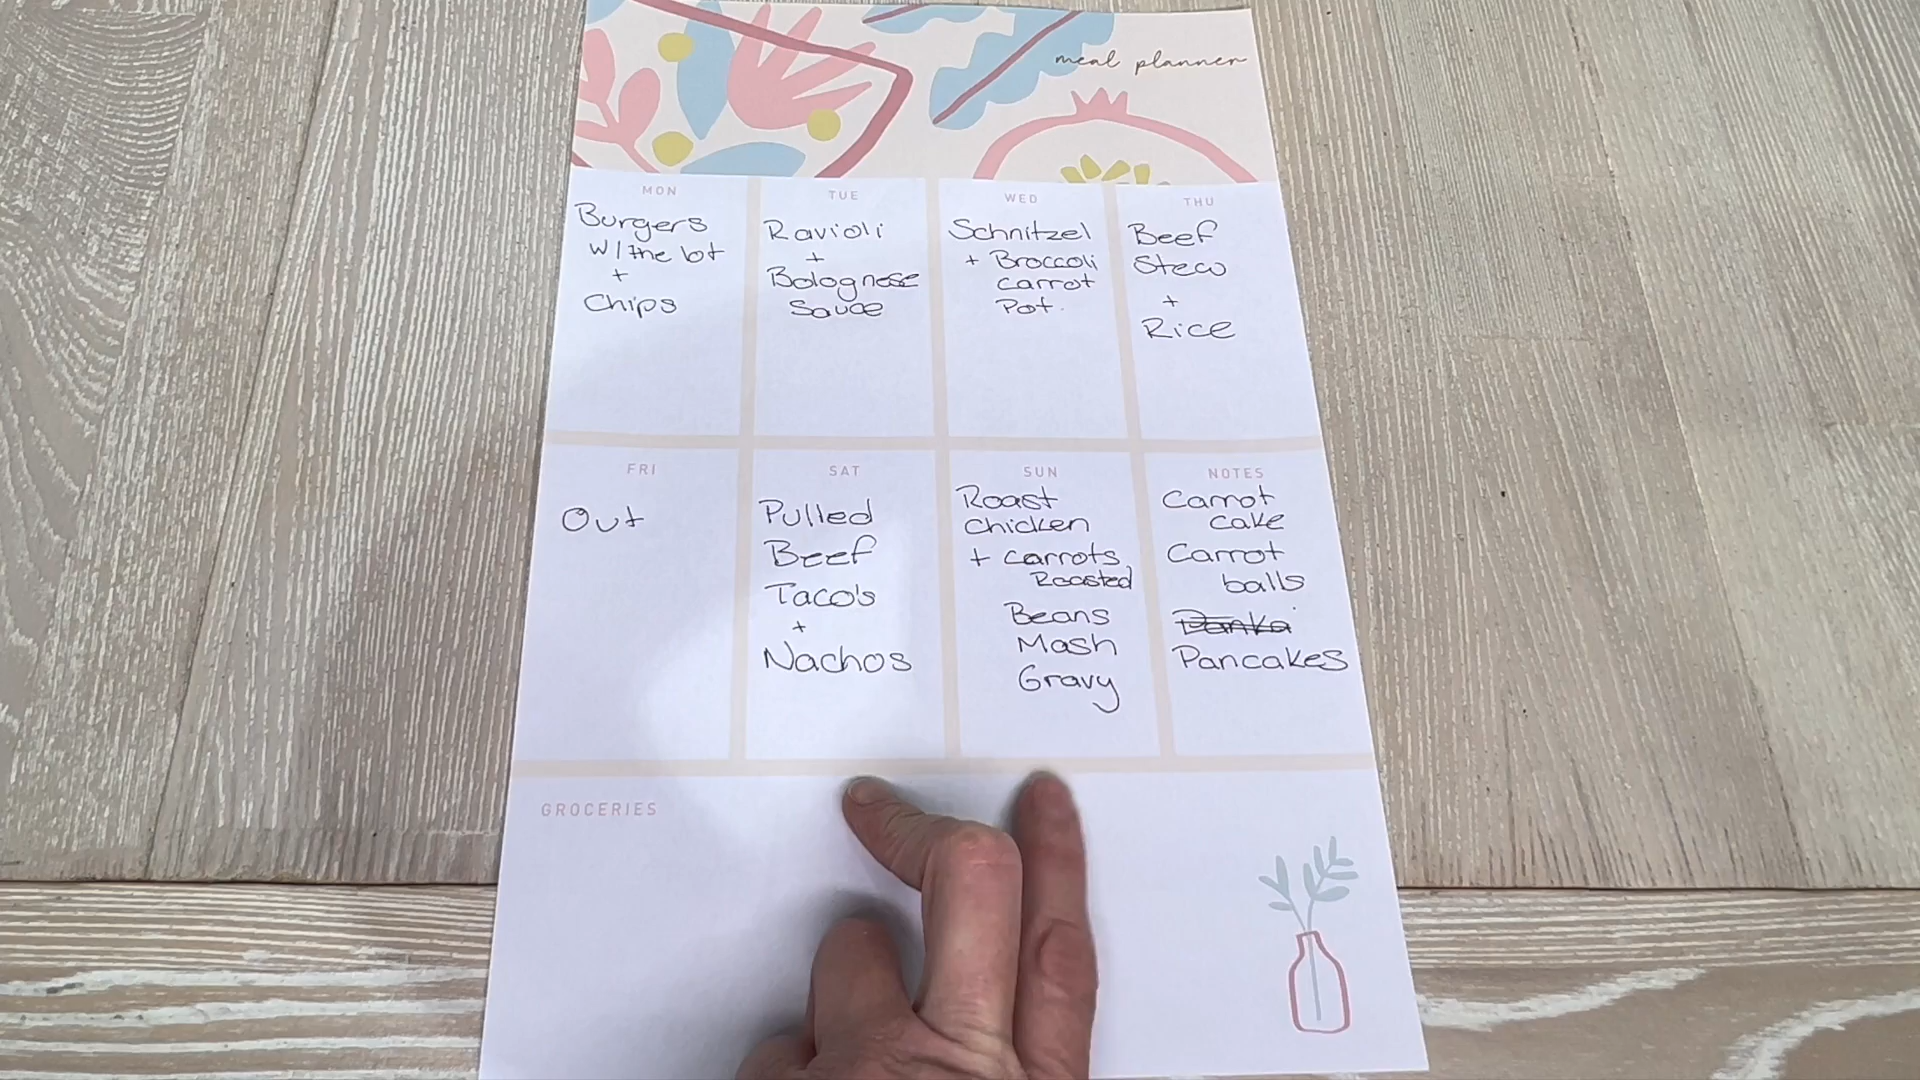 meal planner
MON
Burgers
W/ the lot
+
Chips
TUE
Ravioli
+
Bolognese
Sauce
WED
Schnitzel
+ Broccoli
carrot
Pot.
THU
Beef
Stew
+
Rice
FRI
Out
SAT
Pulled
Beef
Taco's
+
Nachos
SUN
Roast
Chicken
+ Carrots
Roasted
Beans
Mash
Gravy
NOTES
Carrot
cake
Carrot
balls
Pancakes
GROCERIES